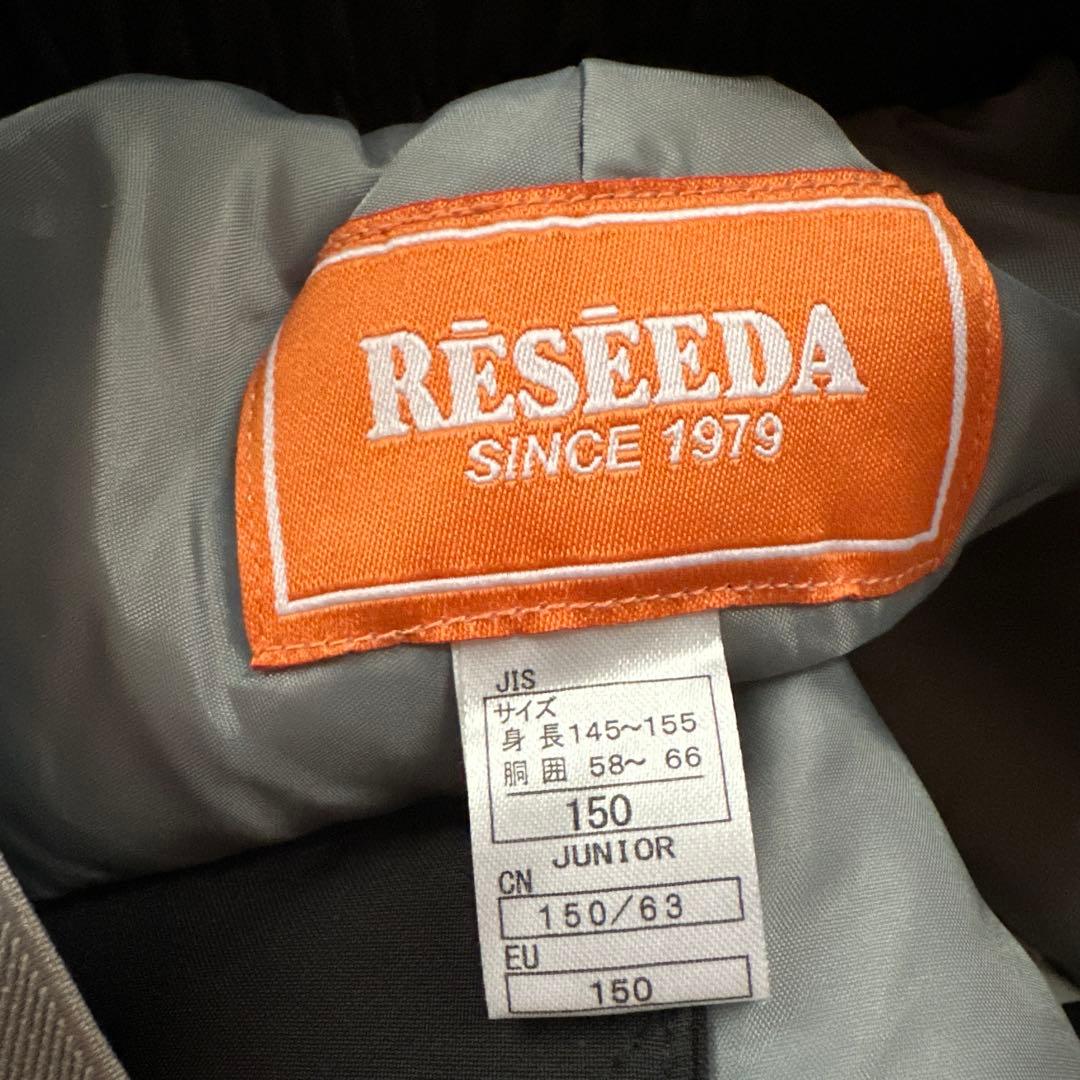 RĒSĒEDA
SINCE 1979
JIS
サイズ
身長145~155
胴囲 58~ 66
150
JUNIOR
CN
150/63
EU
150